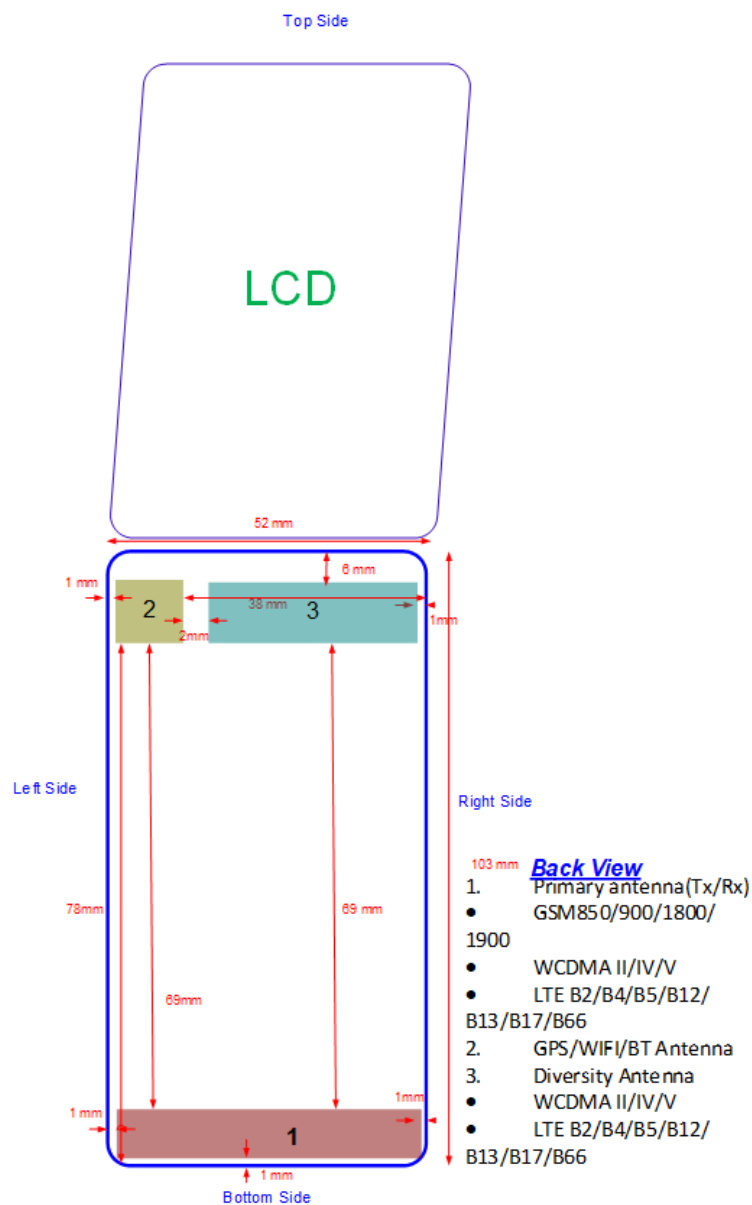 Top Side
LCD
52 mm
6 mm
1 mm
2
38 mm
3
2mm
1mm
Left Side
Right Side
103 mm
Back View
1. Primary antenna(Tx/Rx)
• GSM850/900/1800/
1900
78mm
69 mm
• WCDMA II/IV/V
• LTE B2/B4/B5/B12/
B13/B17/B66
69mm
2. GPS/WIFI/BT Antenna
3. Diversity Antenna
• WCDMA II/IV/V
• LTE B2/B4/B5/B12/
B13/B17/B66
1mm
1 mm
1
1 mm
Bottom Side